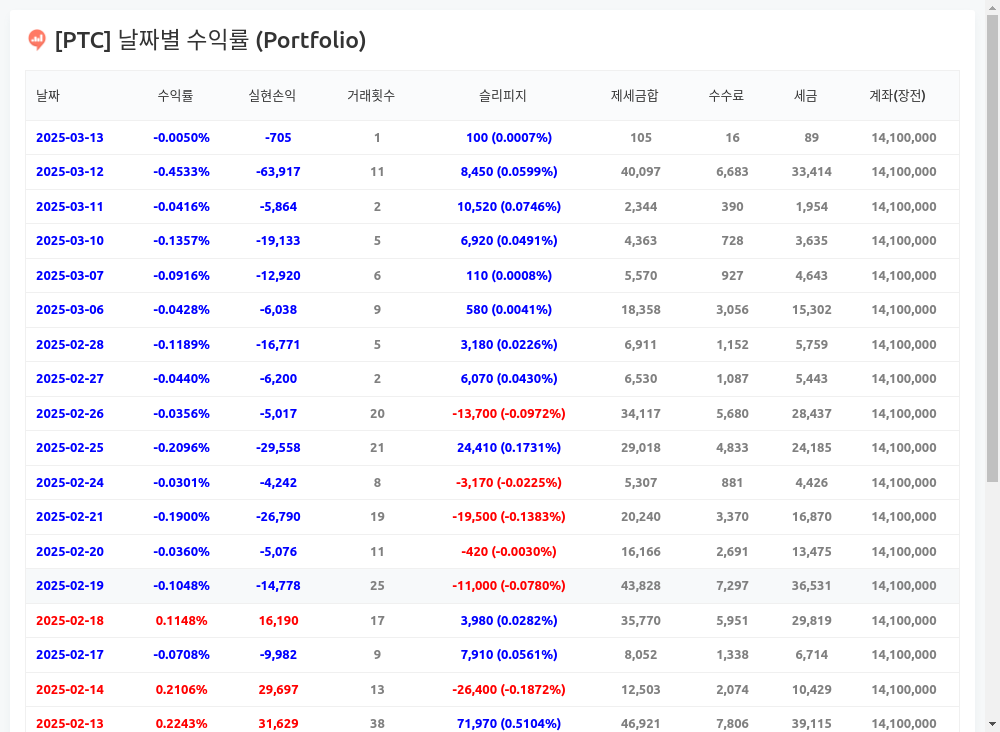 [PTC] 날짜별 수익률 (Portfolio)
날짜 수익률 실현손익 거래횟수 슬리피지 제세금합 수수료 세금 계좌(장전)
2025-03-13 -0.0050% -705 1 100 (0.0007%) 105 16 89 14,100,000
2025-03-12 -0.4533% -63,917 11 8,450 (0.0599%) 40,097 6,683 33,414 14,100,000
2025-03-11 -0.0416% -5,864 2 10,520 (0.0746%) 2,344 390 1,954 14,100,000
2025-03-10 -0.1357% -19,133 5 6,920 (0.0491%) 4,363 728 3,635 14,100,000
2025-03-07 -0.0916% -12,920 6 110 (0.0008%) 5,570 927 4,643 14,100,000
2025-03-06 -0.0428% -6,038 9 580 (0.0041%) 18,358 3,056 15,302 14,100,000
2025-02-28 -0.1189% -16,771 5 3,180 (0.0226%) 6,911 1,152 5,759 14,100,000
2025-02-27 -0.0440% -6,200 2 6,070 (0.0430%) 6,530 1,087 5,443 14,100,000
2025-02-26 -0.0356% -5,017 20 -13,700 (-0.0972%) 34,117 5,680 28,437 14,100,000
2025-02-25 -0.2096% -29,558 21 24,410 (0.1731%) 29,018 4,833 24,185 14,100,000
2025-02-24 -0.0301% -4,242 8 -3,170 (-0.0225%) 5,307 881 4,426 14,100,000
2025-02-21 -0.1900% -26,790 19 -19,500 (-0.1383%) 20,240 3,370 16,870 14,100,000
2025-02-20 -0.0360% -5,076 11 -420 (-0.0030%) 16,166 2,691 13,475 14,100,000
2025-02-19 -0.1048% -14,778 25 -11,000 (-0.0780%) 43,828 7,297 36,531 14,100,000
2025-02-18 0.1148% 16,190 17 3,980 (0.0282%) 35,770 5,951 29,819 14,100,000
2025-02-17 -0.0708% -9,982 9 7,910 (0.0561%) 8,052 1,338 6,714 14,100,000
2025-02-14 0.2106% 29,697 13 -26,400 (-0.1872%) 12,503 2,074 10,429 14,100,000
2025-02-13 0.2243% 31,629 38 71,970 (0.5104%) 46,921 7,806 39,115 14,100,000